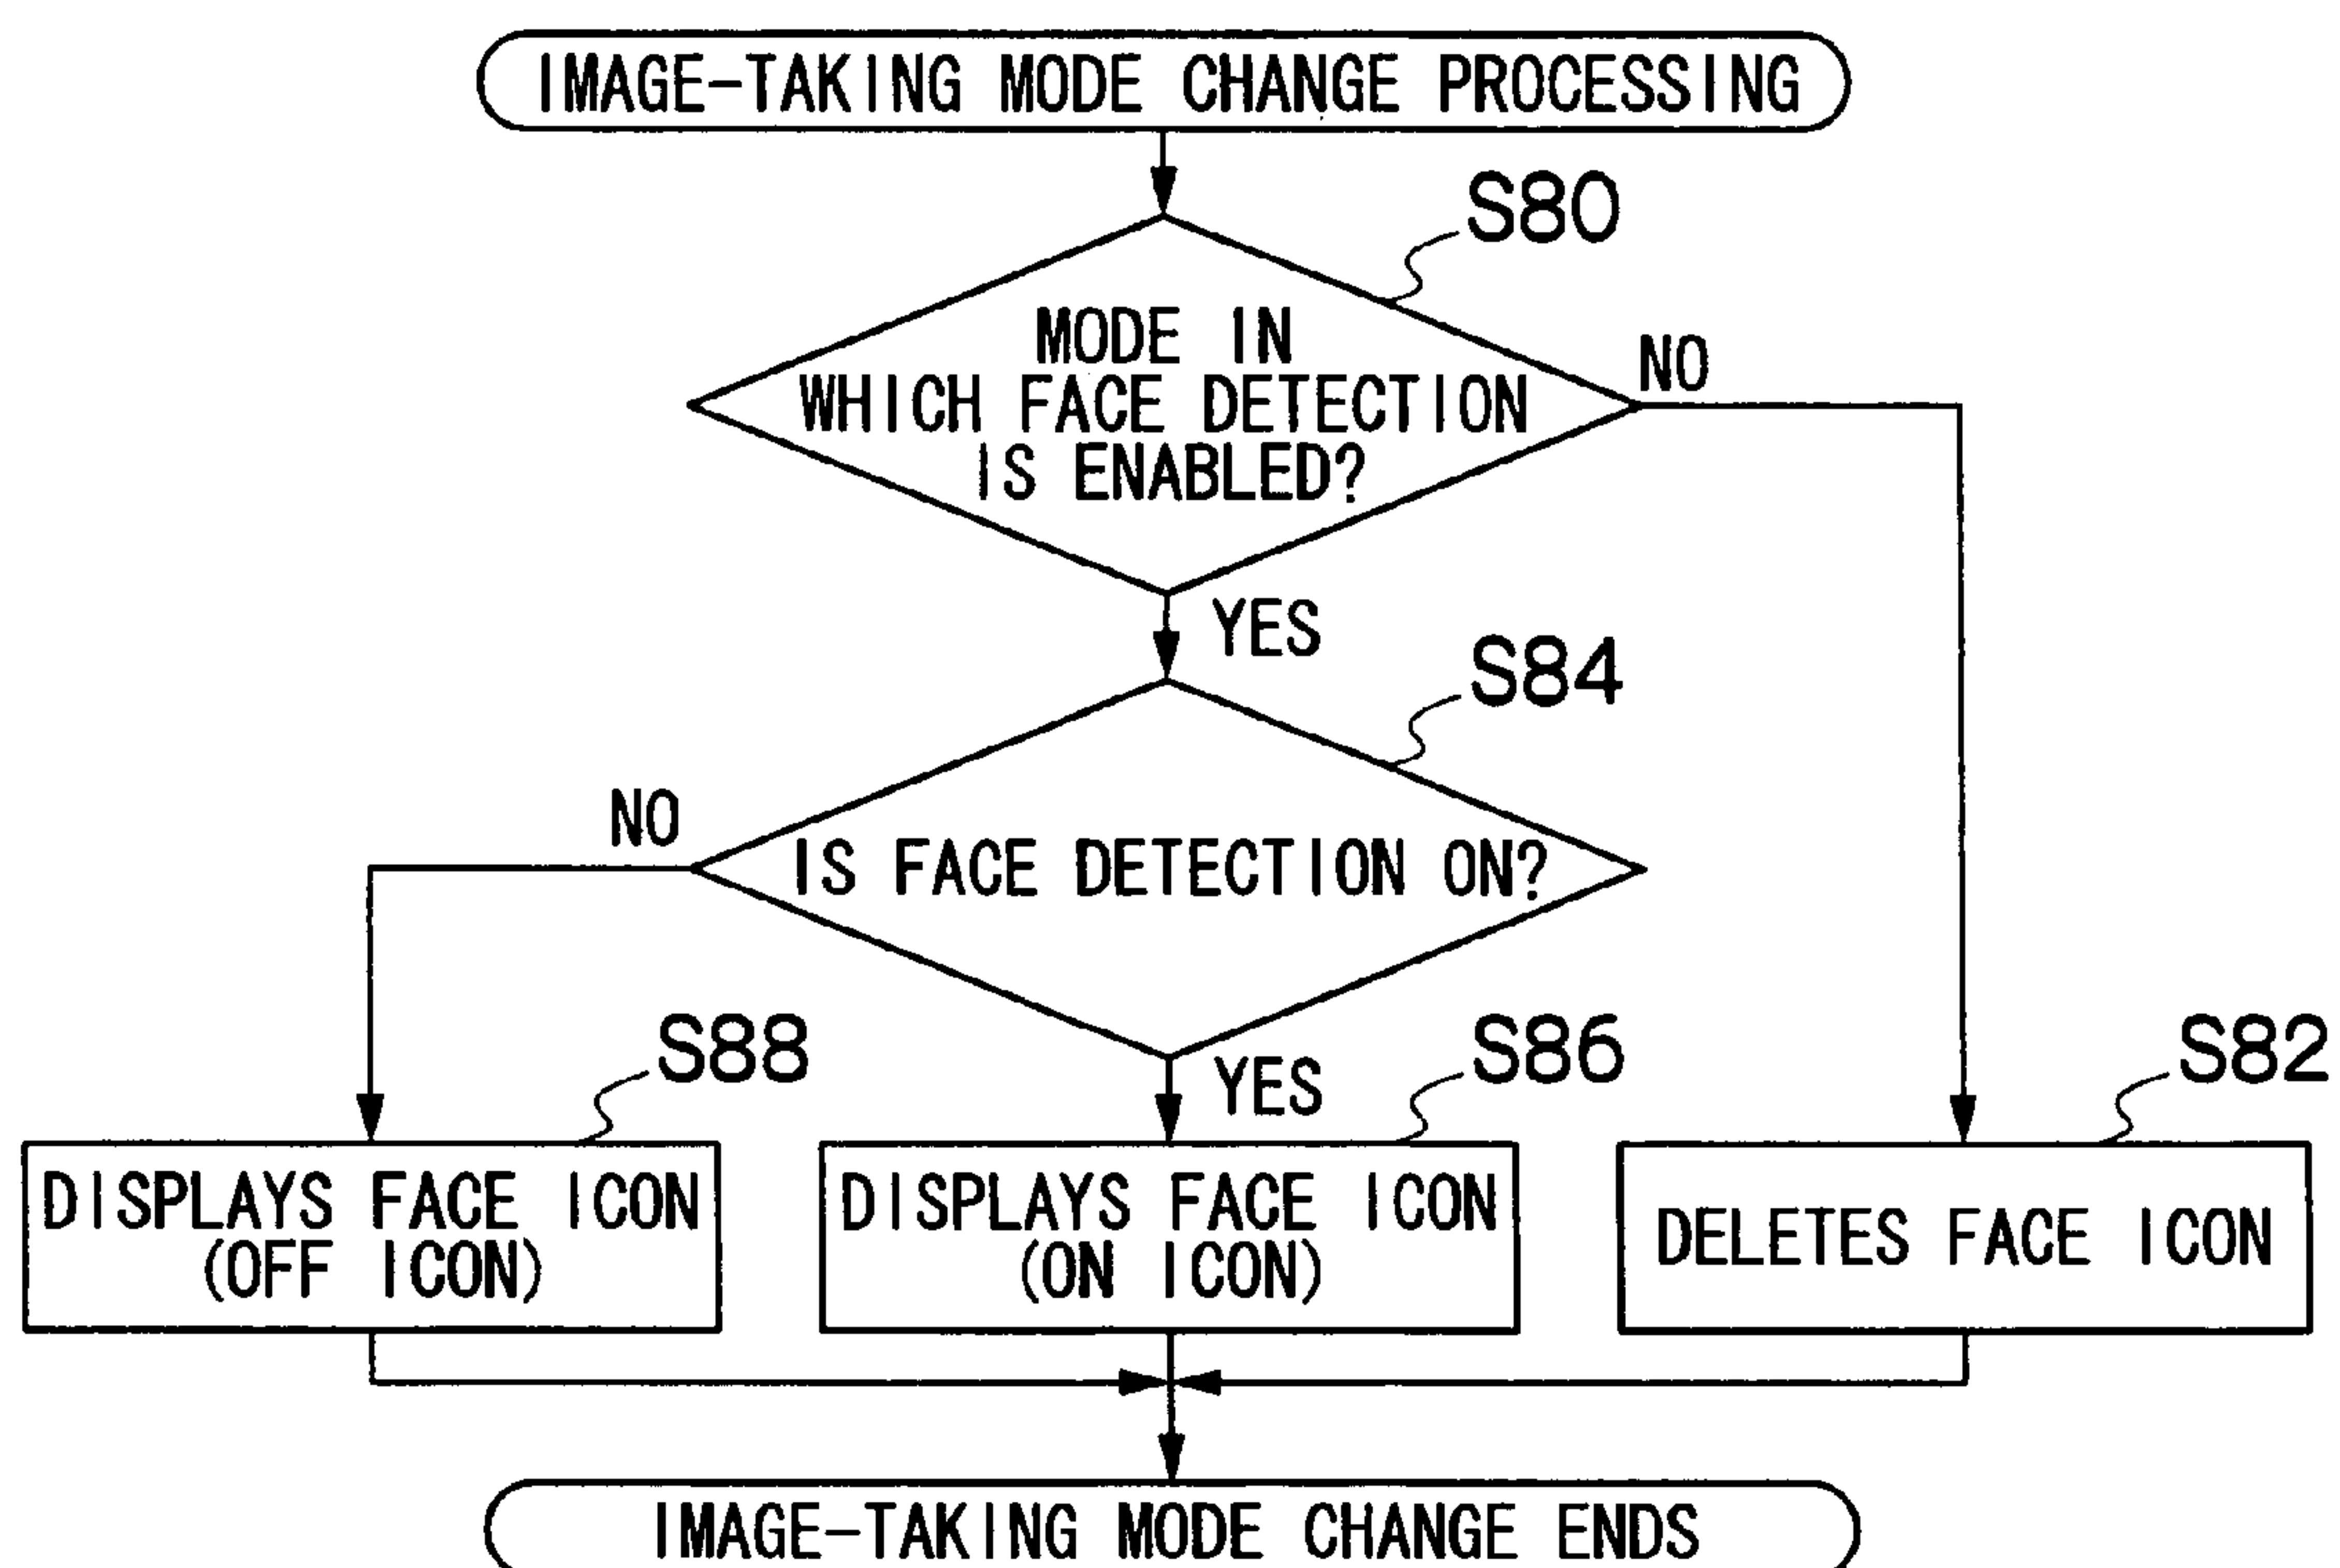 IMAGE-TAKING MODE CHANGE PROCESSING
S80
MODE IN
WHICH FACE DETECTION
IS ENABLED?
NO
YES
S84
NO
IS FACE DETECTION ON?
YES
S88
DISPLAYS FACE ICON
(OFF ICON)
S86
DISPLAYS FACE ICON
(ON ICON)
S82
DELETES FACE ICON
IMAGE-TAKING MODE CHANGE ENDS